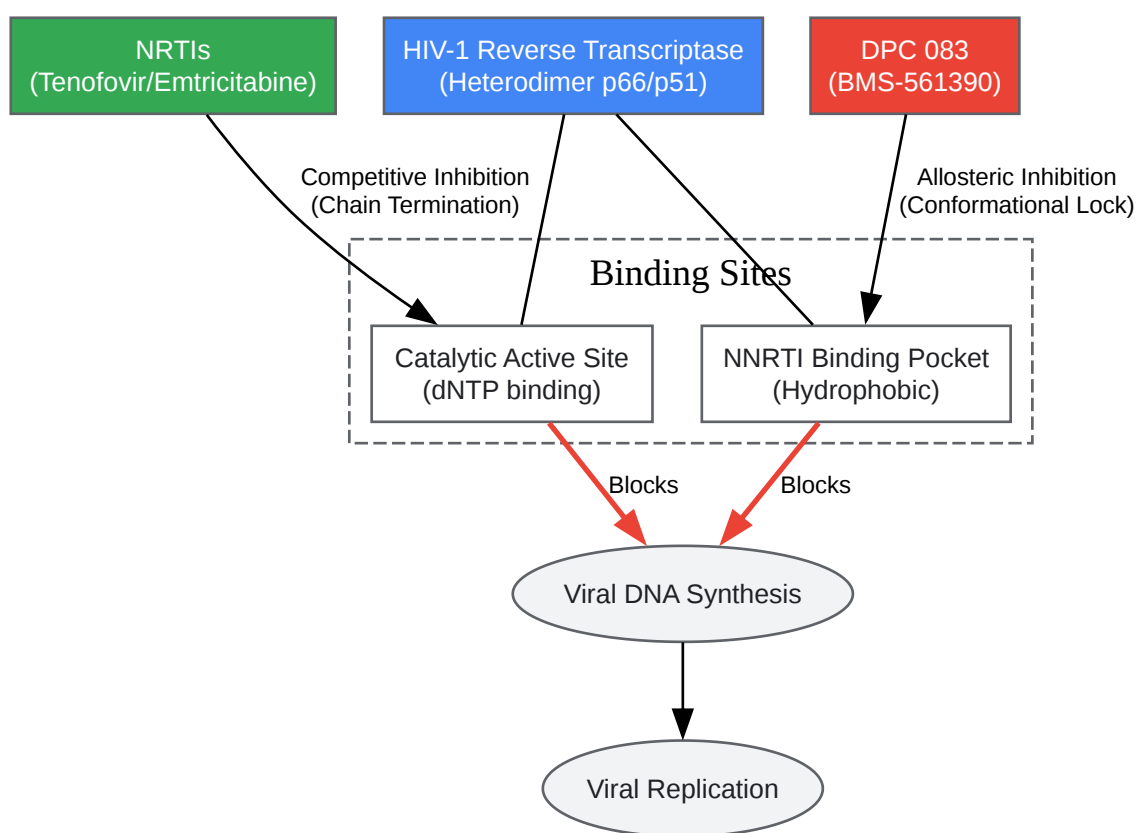 NRTIs
(Tenofovir/Emtricitabine)
HIV-1 Reverse Transcriptase
(Heterodimer p66/p51)
DPC 083
(BMS-561390)
Competitive Inhibition
(Chain Termination)
Allosteric Inhibition
(Conformational Lock)
Binding Sites
Catalytic Active Site
(dNTP binding)
NNRTI Binding Pocket
(Hydrophobic)
Blocks
Blocks
Viral DNA Synthesis
Viral Replication